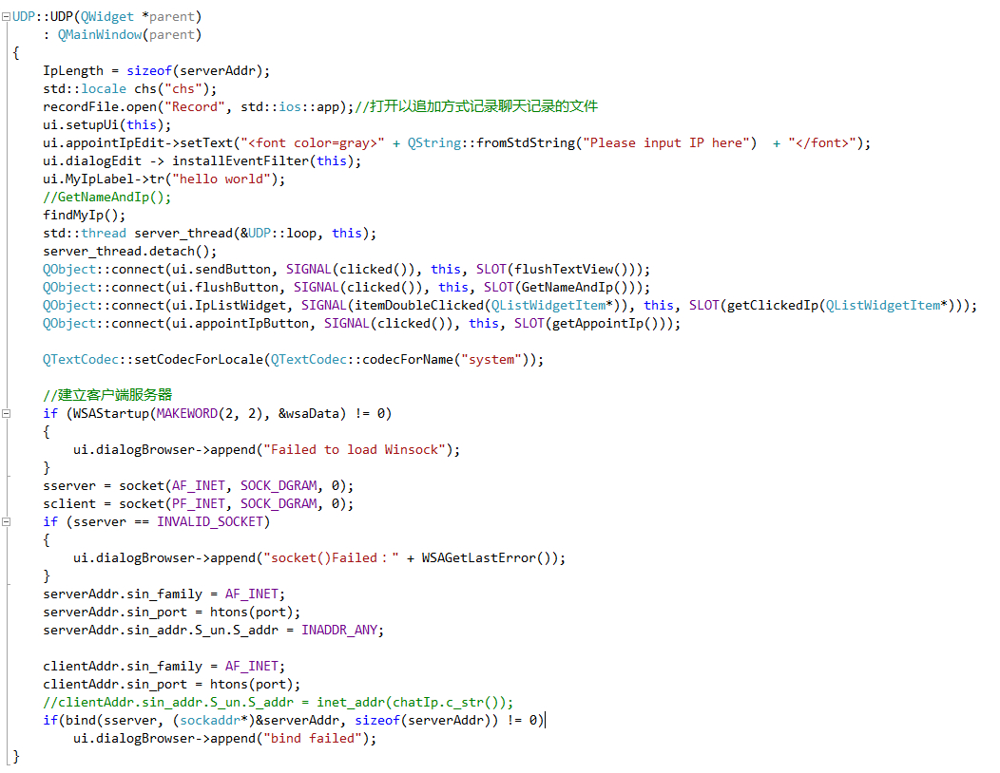 UDP::UDP(QWidget *parent)
    : QMainWindow(parent)
{
    IpLength = sizeof(serverAddr);
    std::locale chs("chs");
    recordFile.open("Record", std::ios::app);//打开以追加方式记录聊天记录的文件
    ui.setupUi(this);
    ui.appointIpEdit->setText("<font color=gray>" + QString::fromStdString("Please input IP here")  + "</font>");
    ui.dialogEdit -> installEventFilter(this);
    ui.MyIpLabel->tr("hello world");
    //GetNameAndIp();
    findMyIp();
    std::thread server_thread(&UDP::loop, this);
    server_thread.detach();
    QObject::connect(ui.sendButton, SIGNAL(clicked()), this, SLOT(flushTextView()));
    QObject::connect(ui.flushButton, SIGNAL(clicked()), this, SLOT(GetNameAndIp()));
    QObject::connect(ui.IpListWidget, SIGNAL(itemDoubleClicked(QListWidgetItem*)), this, SLOT(getClickedIp(QListWidgetItem*)));
    QObject::connect(ui.appointIpButton, SIGNAL(clicked()), this, SLOT(getAppointIp()));

    QTextCodec::setCodecForLocale(QTextCodec::codecForName("system"));

    //建立客户端服务器
    if (WSAStartup(MAKEWORD(2, 2), &wsaData) != 0)
    {
        ui.dialogBrowser->append("Failed to load Winsock");
    }
    sserver = socket(AF_INET, SOCK_DGRAM, 0);
    sclient = socket(PF_INET, SOCK_DGRAM, 0);
    if (sserver == INVALID_SOCKET)
    {
        ui.dialogBrowser->append("socket()Failed：" + WSAGetLastError());
    }
    serverAddr.sin_family = AF_INET;
    serverAddr.sin_port = htons(port);
    serverAddr.sin_addr.S_un.S_addr = INADDR_ANY;

    clientAddr.sin_family = AF_INET;
    clientAddr.sin_port = htons(port);
    //clientAddr.sin_addr.S_un.S_addr = inet_addr(chatIp.c_str());
    if(bind(sserver, (sockaddr*)&serverAddr, sizeof(serverAddr)) != 0)
        ui.dialogBrowser->append("bind failed");
}